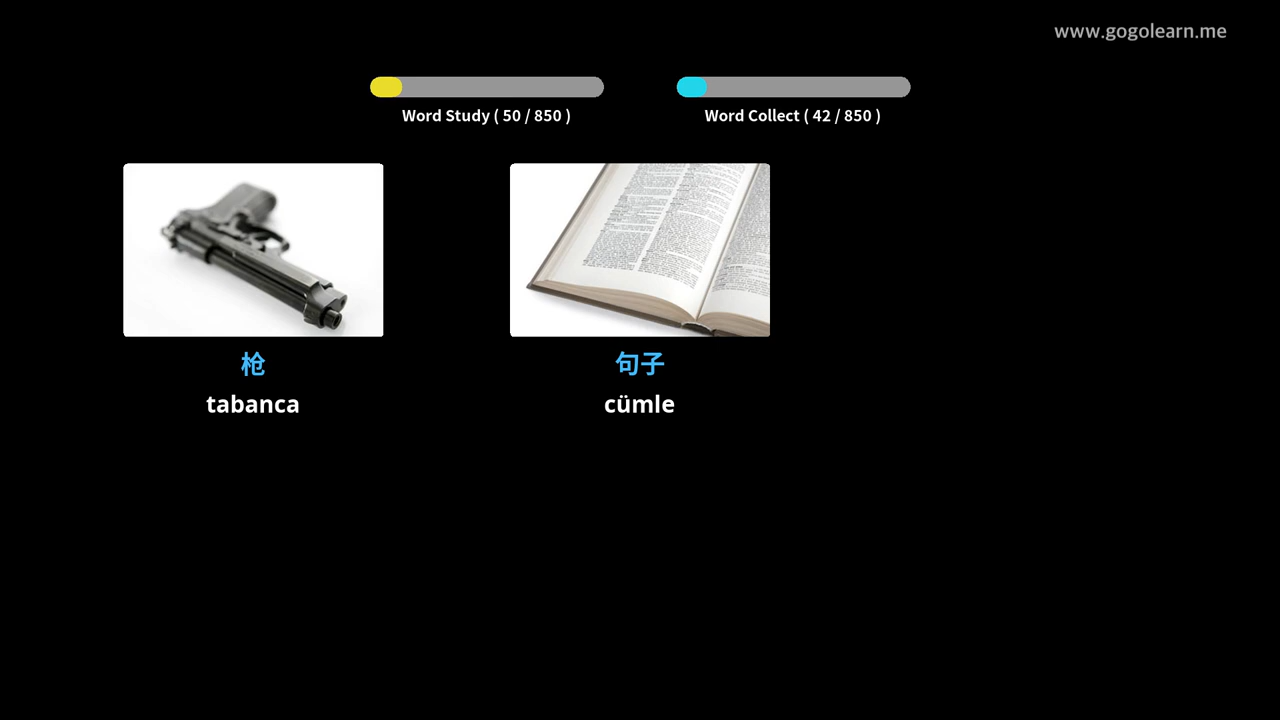 www.gogolearn.me
Word Study ( 50 / 850 )
Word Collect ( 42 / 850 )
枪
tabanca
句子
cümle